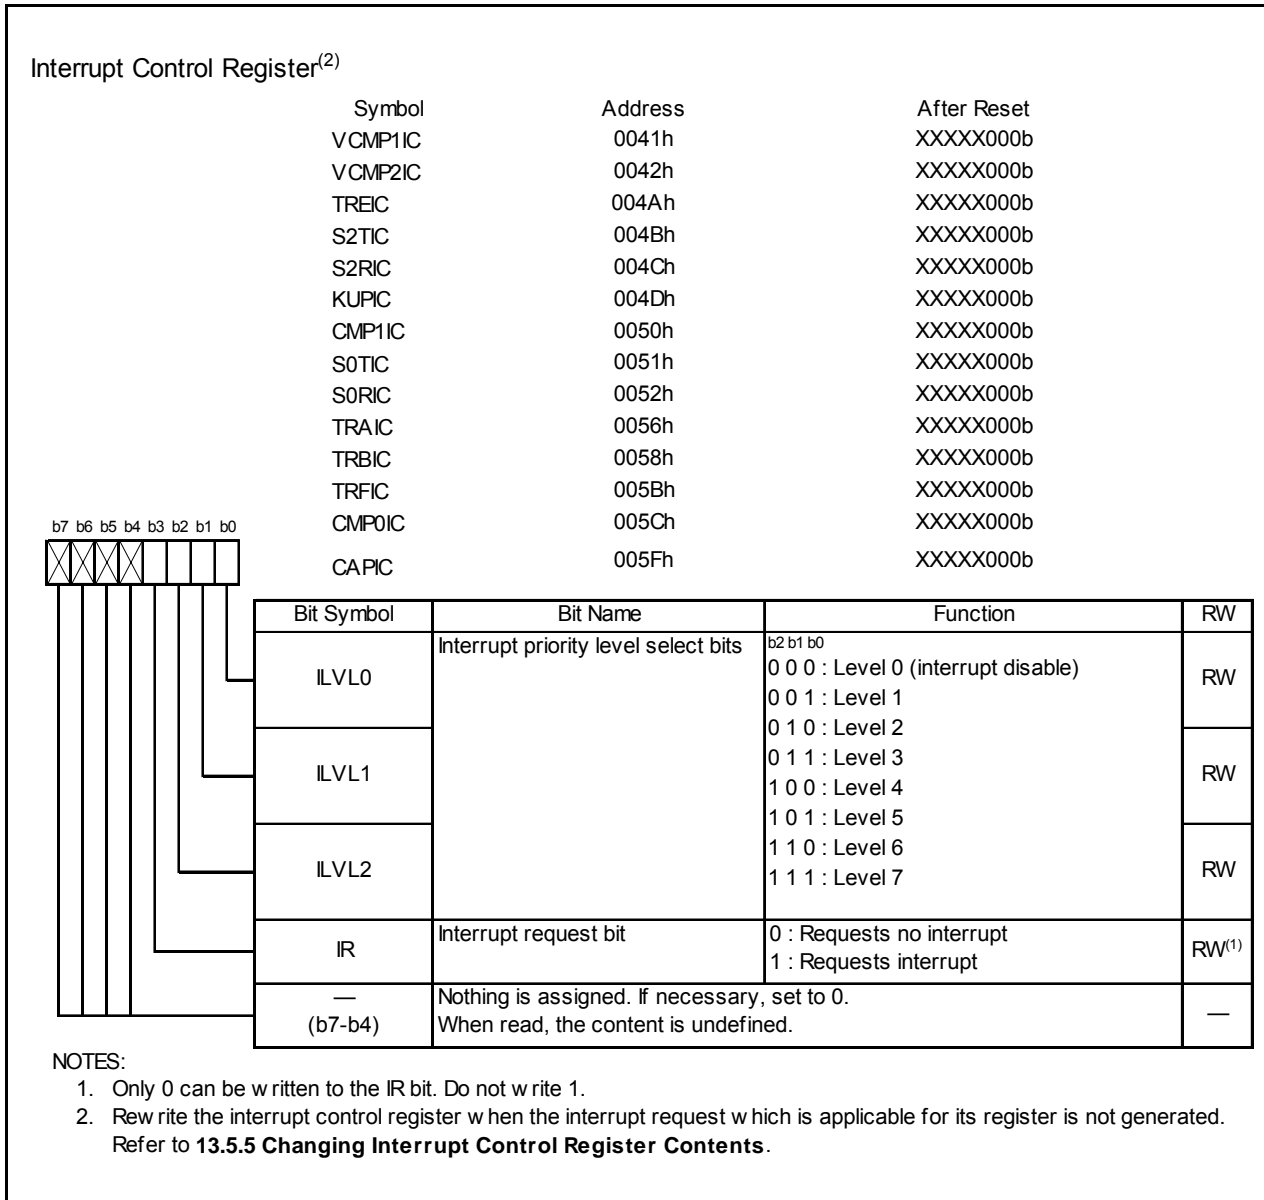 Interrupt Control Register(2)
Symbol Address After Reset
VCMP1IC 0041h XXXXX000b
VCMP2IC 0042h XXXXX000b
TREIC 004Ah XXXXX000b
S2TIC 004Bh XXXXX000b
S2RIC 004Ch XXXXX000b
KUPIC 004Dh XXXXX000b
CMP1IC 0050h XXXXX000b
S0TIC 0051h XXXXX000b
S0RIC 0052h XXXXX000b
TRAIC 0056h XXXXX000b
TRBIC 0058h XXXXX000b
TRFIC 005Bh XXXXX000b
CMP0IC 005Ch XXXXX000b
CAPIC 005Fh XXXXX000b
b7 b6 b5 b4 b3 b2 b1 b0
Bit Symbol Bit Name Function RW
ILVL0 Interrupt priority level select bits b2 b1 b0
0 0 0 : Level 0 (interrupt disable) RW
0 0 1 : Level 1
0 1 0 : Level 2
ILVL1 0 1 1 : Level 3 RW
1 0 0 : Level 4
1 0 1 : Level 5
ILVL2 1 1 0 : Level 6 RW
1 1 1 : Level 7
IR Interrupt request bit 0 : Requests no interrupt RW(1)
1 : Requests interrupt
— Nothing is assigned. If necessary, set to 0. —
(b7-b4) When read, the content is undefined.
NOTES:
1. Only 0 can be written to the IR bit. Do not write 1.
2. Rewrite the interrupt control register when the interrupt request which is applicable for its register is not generated.
Refer to 13.5.5 Changing Interrupt Control Register Contents.